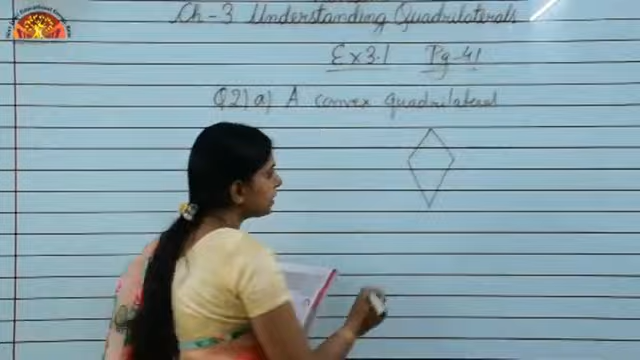 Ch-3 Understanding Quadrilaterals
Ex 3.1 Pg-41
Q2) a) A convex quadrilateral